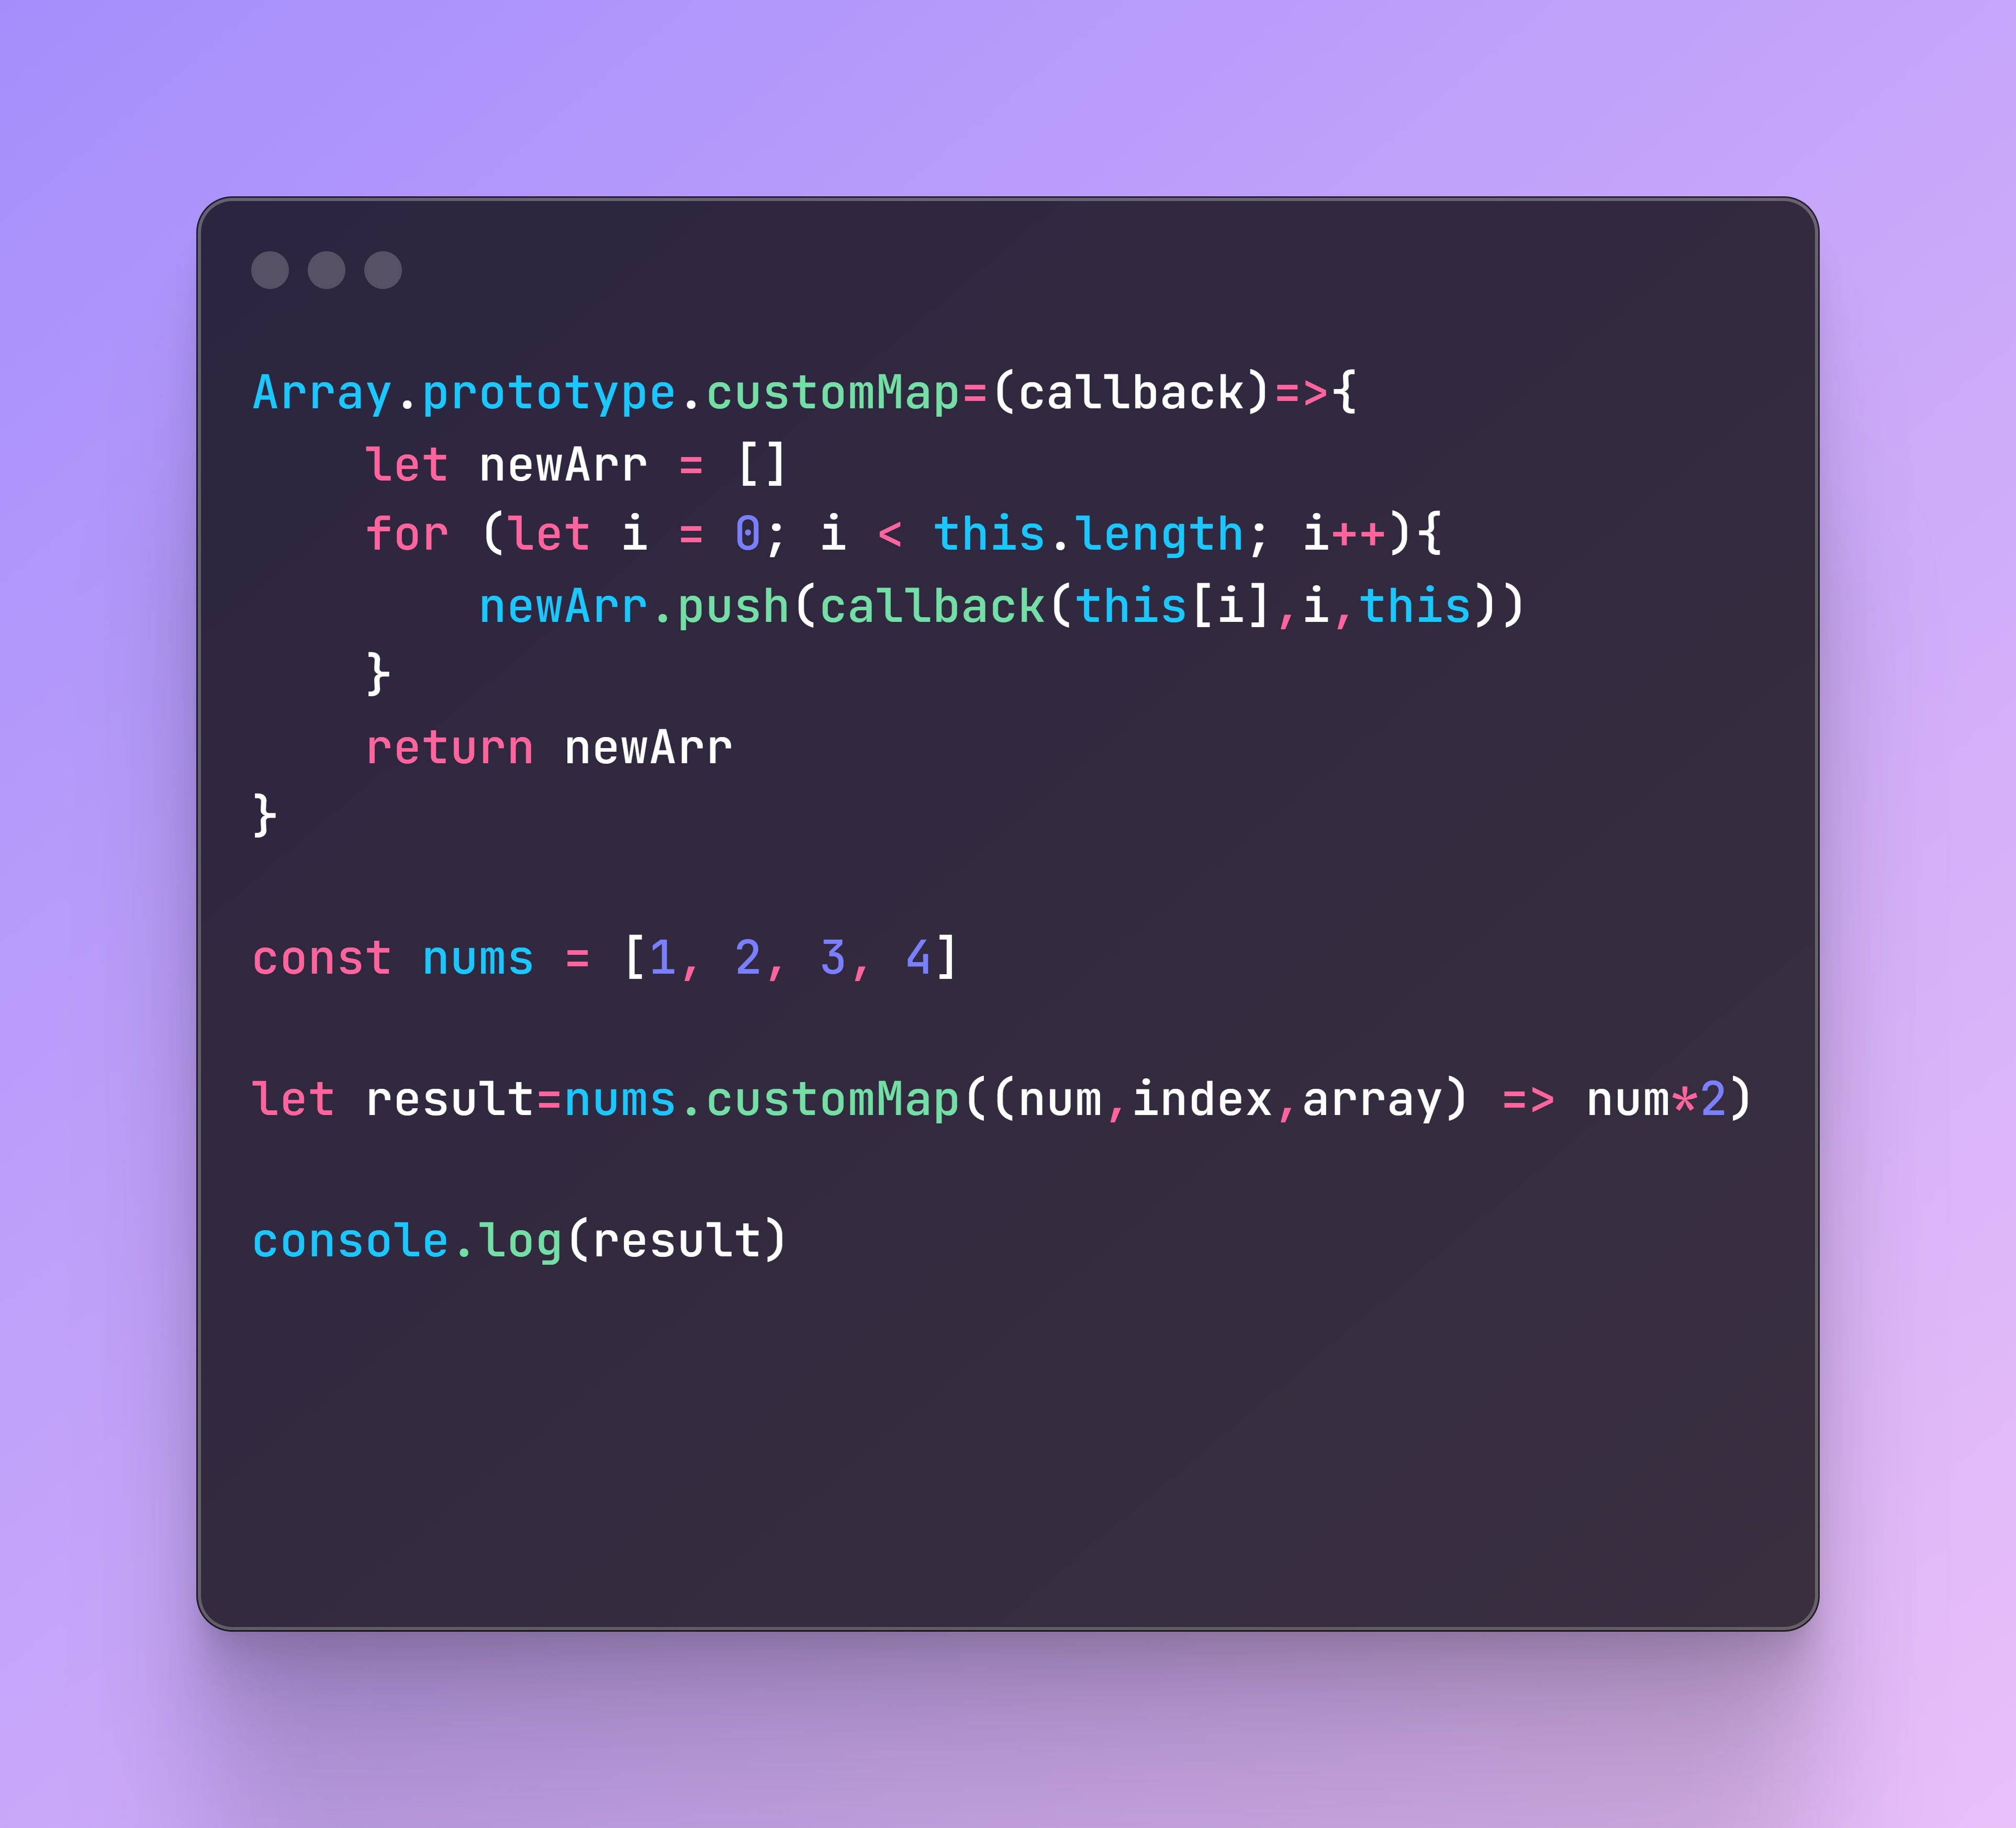 Array.prototype.customMap=(callback)=>{
    let newArr = []
    for (let i = 0; i < this.length; i++){
        newArr.push(callback(this[i],i,this))
    }
    return newArr
}
const nums = [1, 2, 3, 4]
let result=nums.customMap((num,index,array) => num*2)
console.log(result)